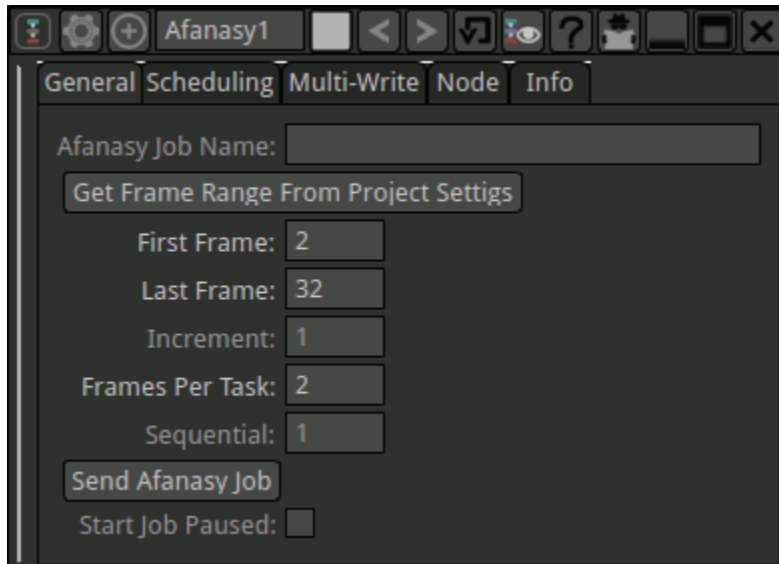 Afanasy1
General Scheduling Multi-Write Node Info
Afanasy Job Name:
Get Frame Range From Project Settigs
First Frame: 2
Last Frame: 32
Increment: 1
Frames Per Task: 2
Sequential: 1
Send Afanasy Job
Start Job Paused: